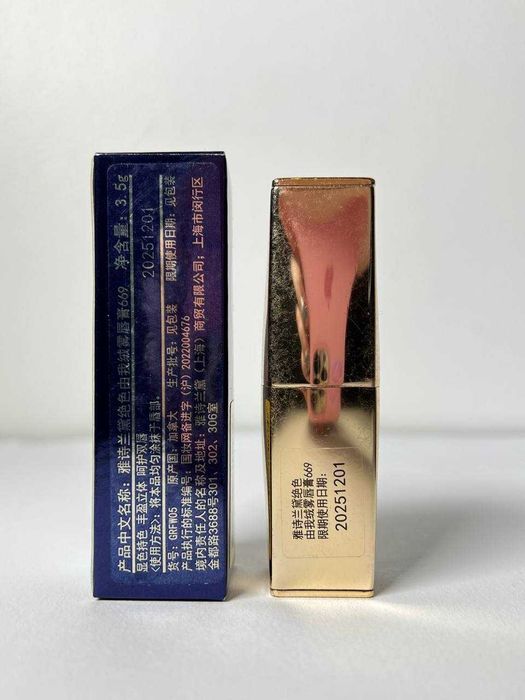 产品中文名称：雅诗兰黛绝色由我绒雾唇膏669 净含量：3.5g
显色持色 丰盈立体 呵护双唇
<使用方法>：将本品均匀涂抹于唇部。
20251201
货号：GRFW05 原产国：加拿大 生产批号：见包装 限期使用日期：见包装
产品执行的标准编号：国妆网备进字（沪）2022004676
境内责任人的名称及地址：雅诗兰黛（上海）商贸有限公司；上海市闵行区
金都路3688号301、302、306室
雅诗兰黛绝色
由我绒雾唇膏669
限期使用日期：
20251201